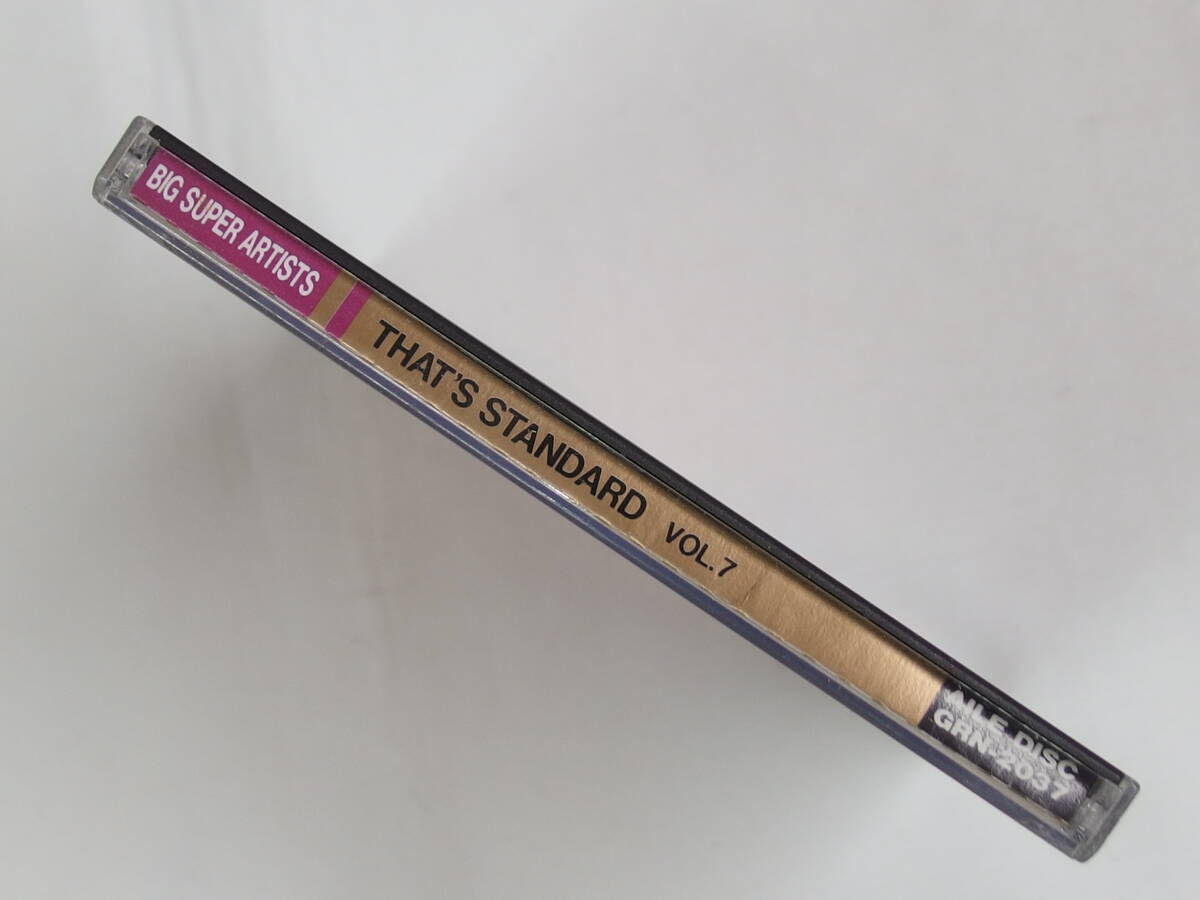 BIG SUPER ARTISTS
THAT'S STANDARD VOL.7
AILE DISC
GRN-2037